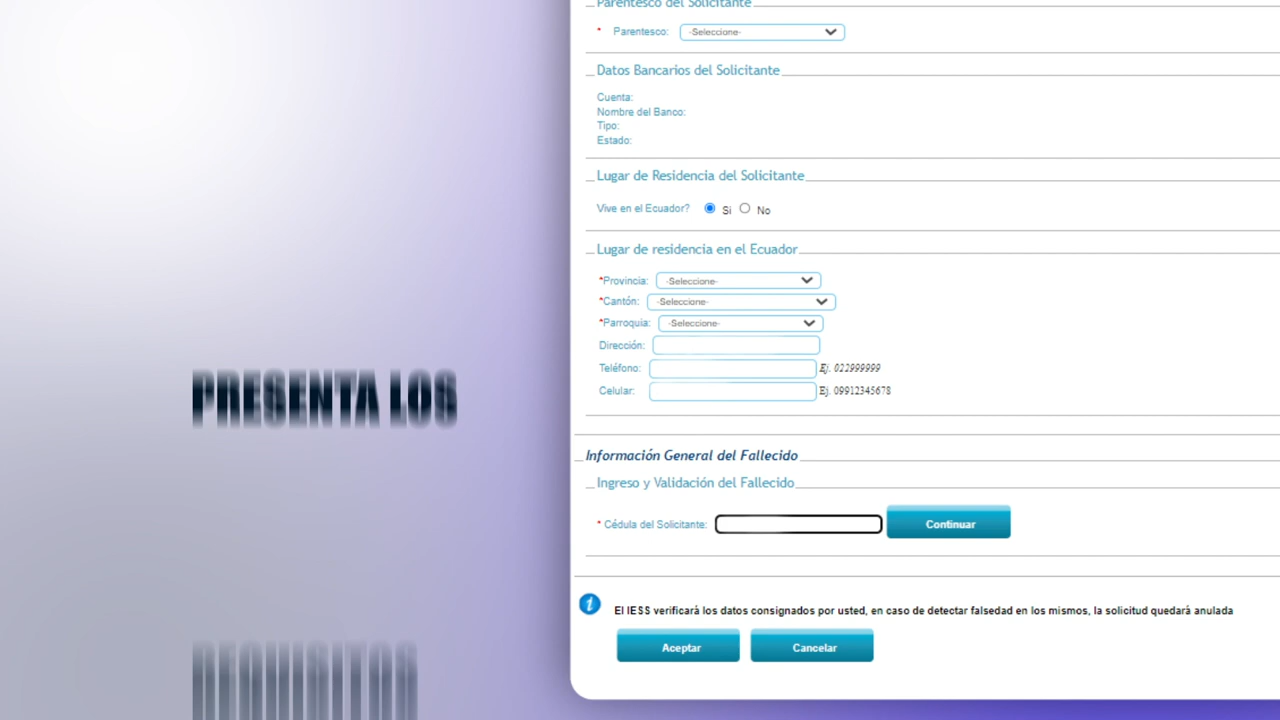 Parentesco del Solicitante
* Parentesco: -Seleccione-
Datos Bancarios del Solicitante
Cuenta:
Nombre del Banco:
Tipo:
Estado:
Lugar de Residencia del Solicitante
Vive en el Ecuador? Si No
Lugar de residencia en el Ecuador
*Provincia: -Seleccione-
*Cantón: -Seleccione-
*Parroquia: -Seleccione-
Dirección:
Teléfono: Ej. 022999999
Celular: Ej. 09912345678
PRESENTA LOS
Información General del Fallecido
Ingreso y Validación del Fallecido
* Cédula del Solicitante: Continuar
El IESS verificará los datos consignados por usted, en caso de detectar falsedad en los mismos, la solicitud quedará anulada
Aceptar Cancelar
REQUISITOS